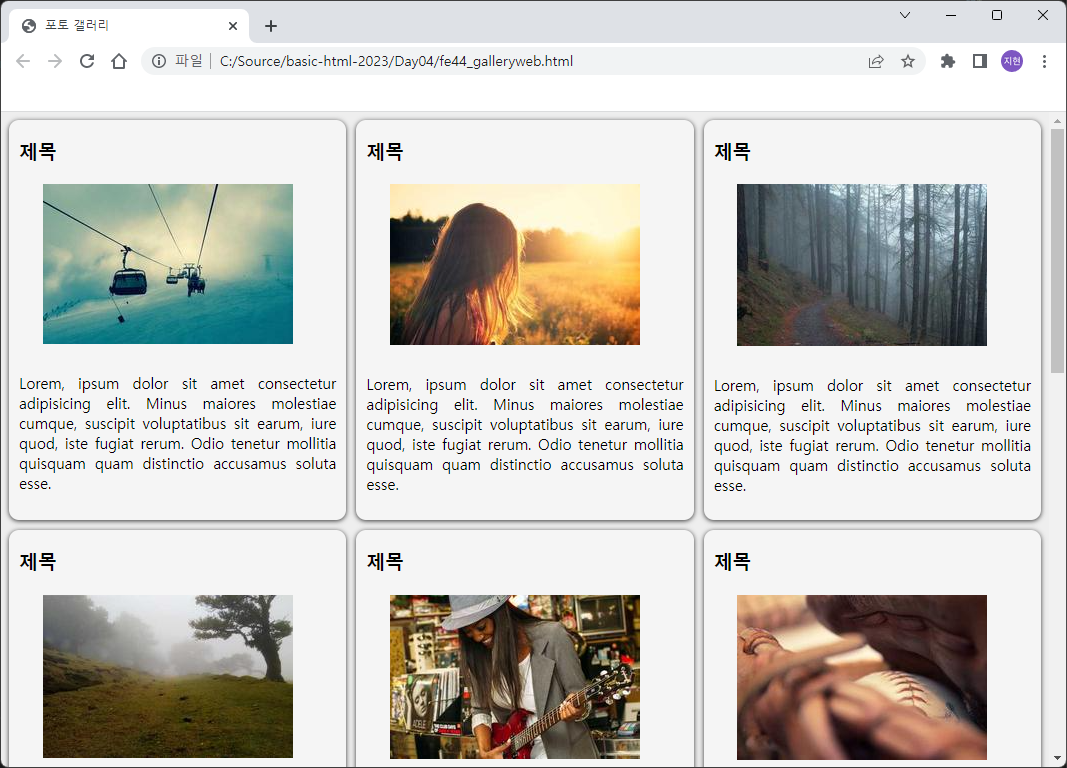 포토 갤러리
파일
C:/Source/basic-html-2023/Day04/fe44_galleryweb.html
지현
제목
Lorem, ipsum dolor sit amet consectetur
adipisicing elit. Minus maiores molestiae
cumque, suscipit voluptatibus sit earum, iure
quod, iste fugiat rerum. Odio tenetur mollitia
quisquam quam distinctio accusamus soluta
esse.
제목
Lorem, ipsum dolor sit amet consectetur
adipisicing elit. Minus maiores molestiae
cumque, suscipit voluptatibus sit earum, iure
quod, iste fugiat rerum. Odio tenetur mollitia
quisquam quam distinctio accusamus soluta
esse.
제목
Lorem, ipsum dolor sit amet consectetur
adipisicing elit. Minus maiores molestiae
cumque, suscipit voluptatibus sit earum, iure
quod, iste fugiat rerum. Odio tenetur mollitia
quisquam quam distinctio accusamus soluta
esse.
제목
제목
ADELE
제목